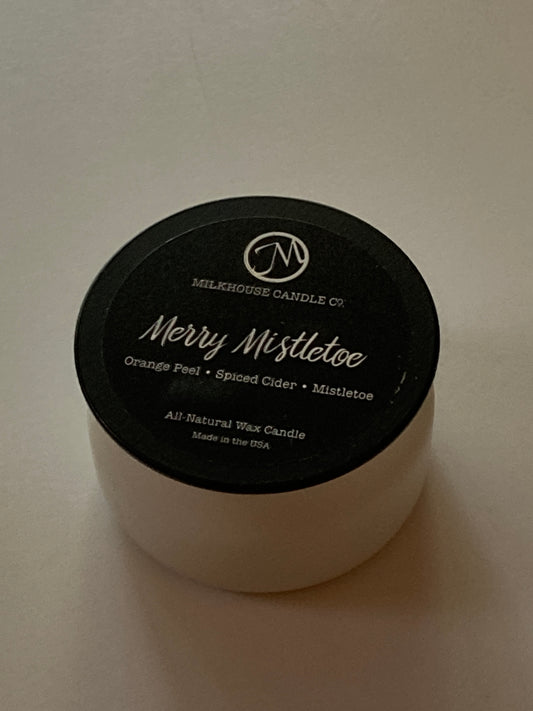 M
MILKHOUSE CANDLE CO.
Merry Mistletoe
Orange Peel • Spiced Cider • Mistletoe
All-Natural Wax Candle
Made in the USA